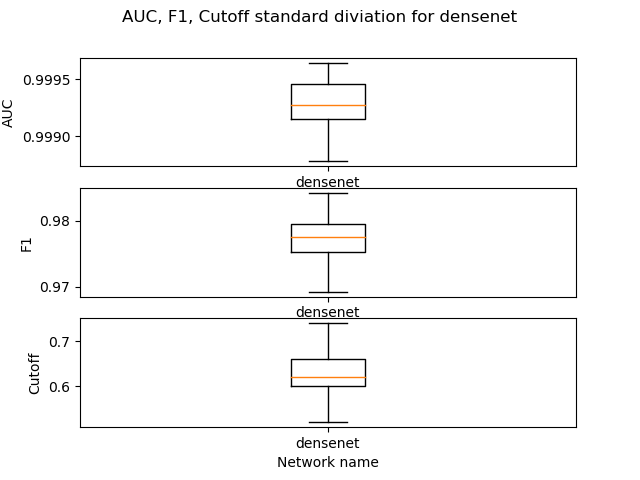 AUC, F1, Cutoff standard diviation for densenet
0.9995
0.9990
AUC
densenet
0.98
0.97
F1
densenet
0.7
0.6
Cutoff
densenet
Network name